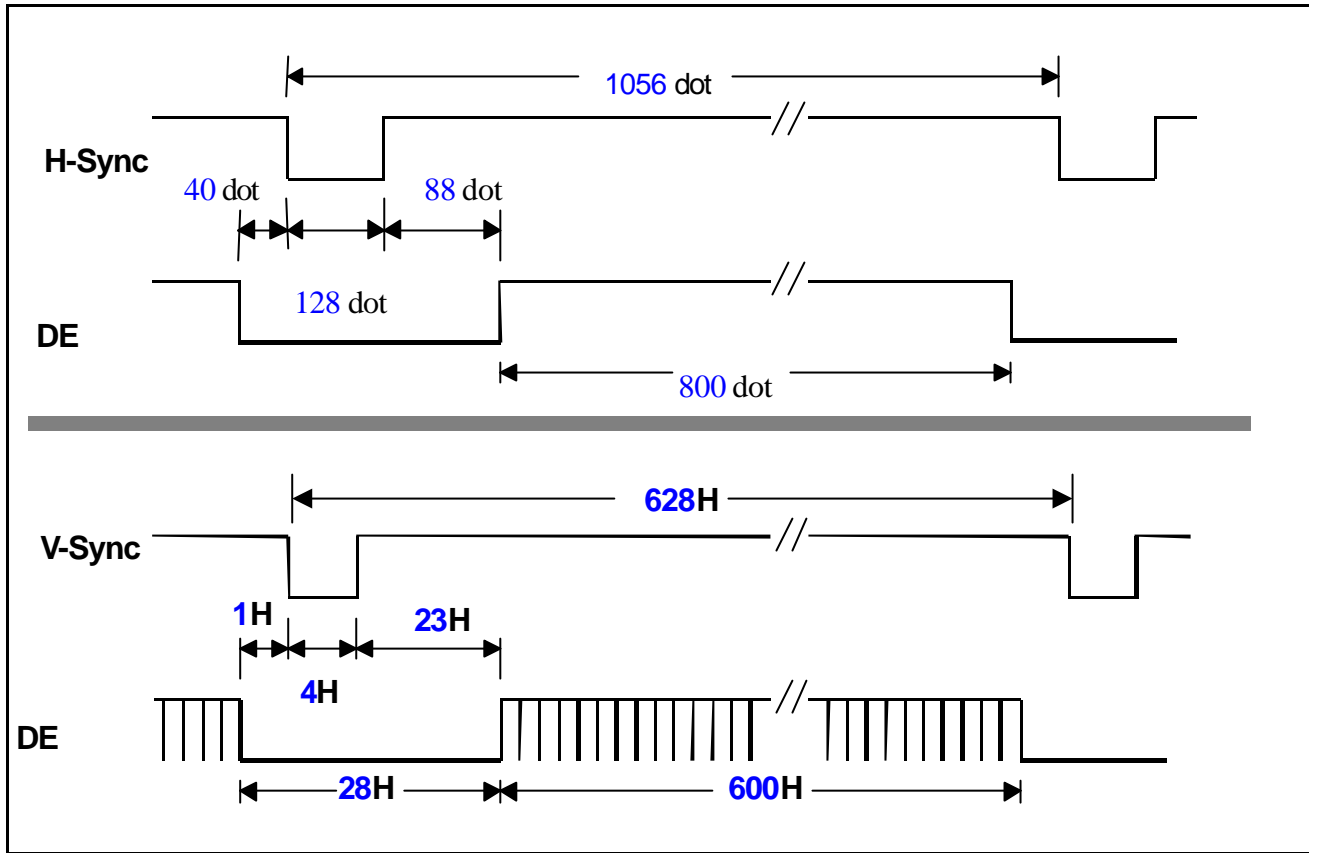 1056 dot
H-Sync
40 dot
88 dot
128 dot
DE
800 dot
628H
V-Sync
1H
23H
4H
DE
28H
600H